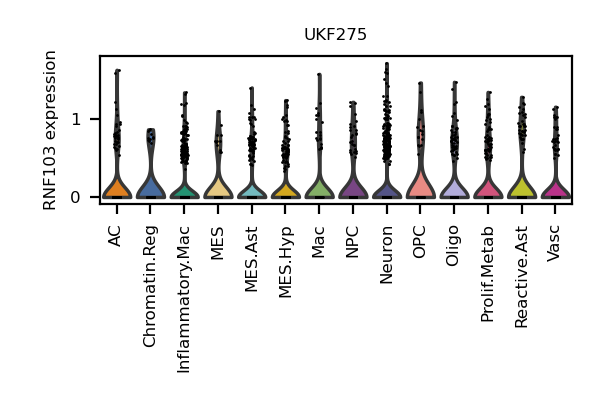 UKF275
RNF103 expression
1
0
AC
Chromatin.Reg
Inflammatory.Mac
MES
MES.Ast
MES.Hyp
Mac
NPC
Neuron
OPC
Oligo
Prolif.Metab
Reactive.Ast
Vasc